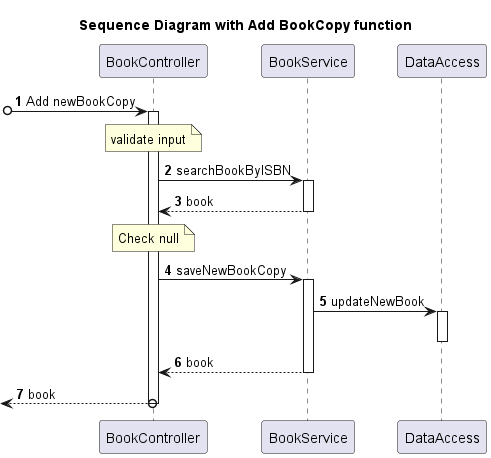 Sequence Diagram with Add BookCopy function
BookController BookService DataAccess
1 Add newBookCopy
validate input
2 searchBookByISBN
3 book
Check null
4 saveNewBookCopy
5 updateNewBook
6 book
7 book
BookController BookService DataAccess